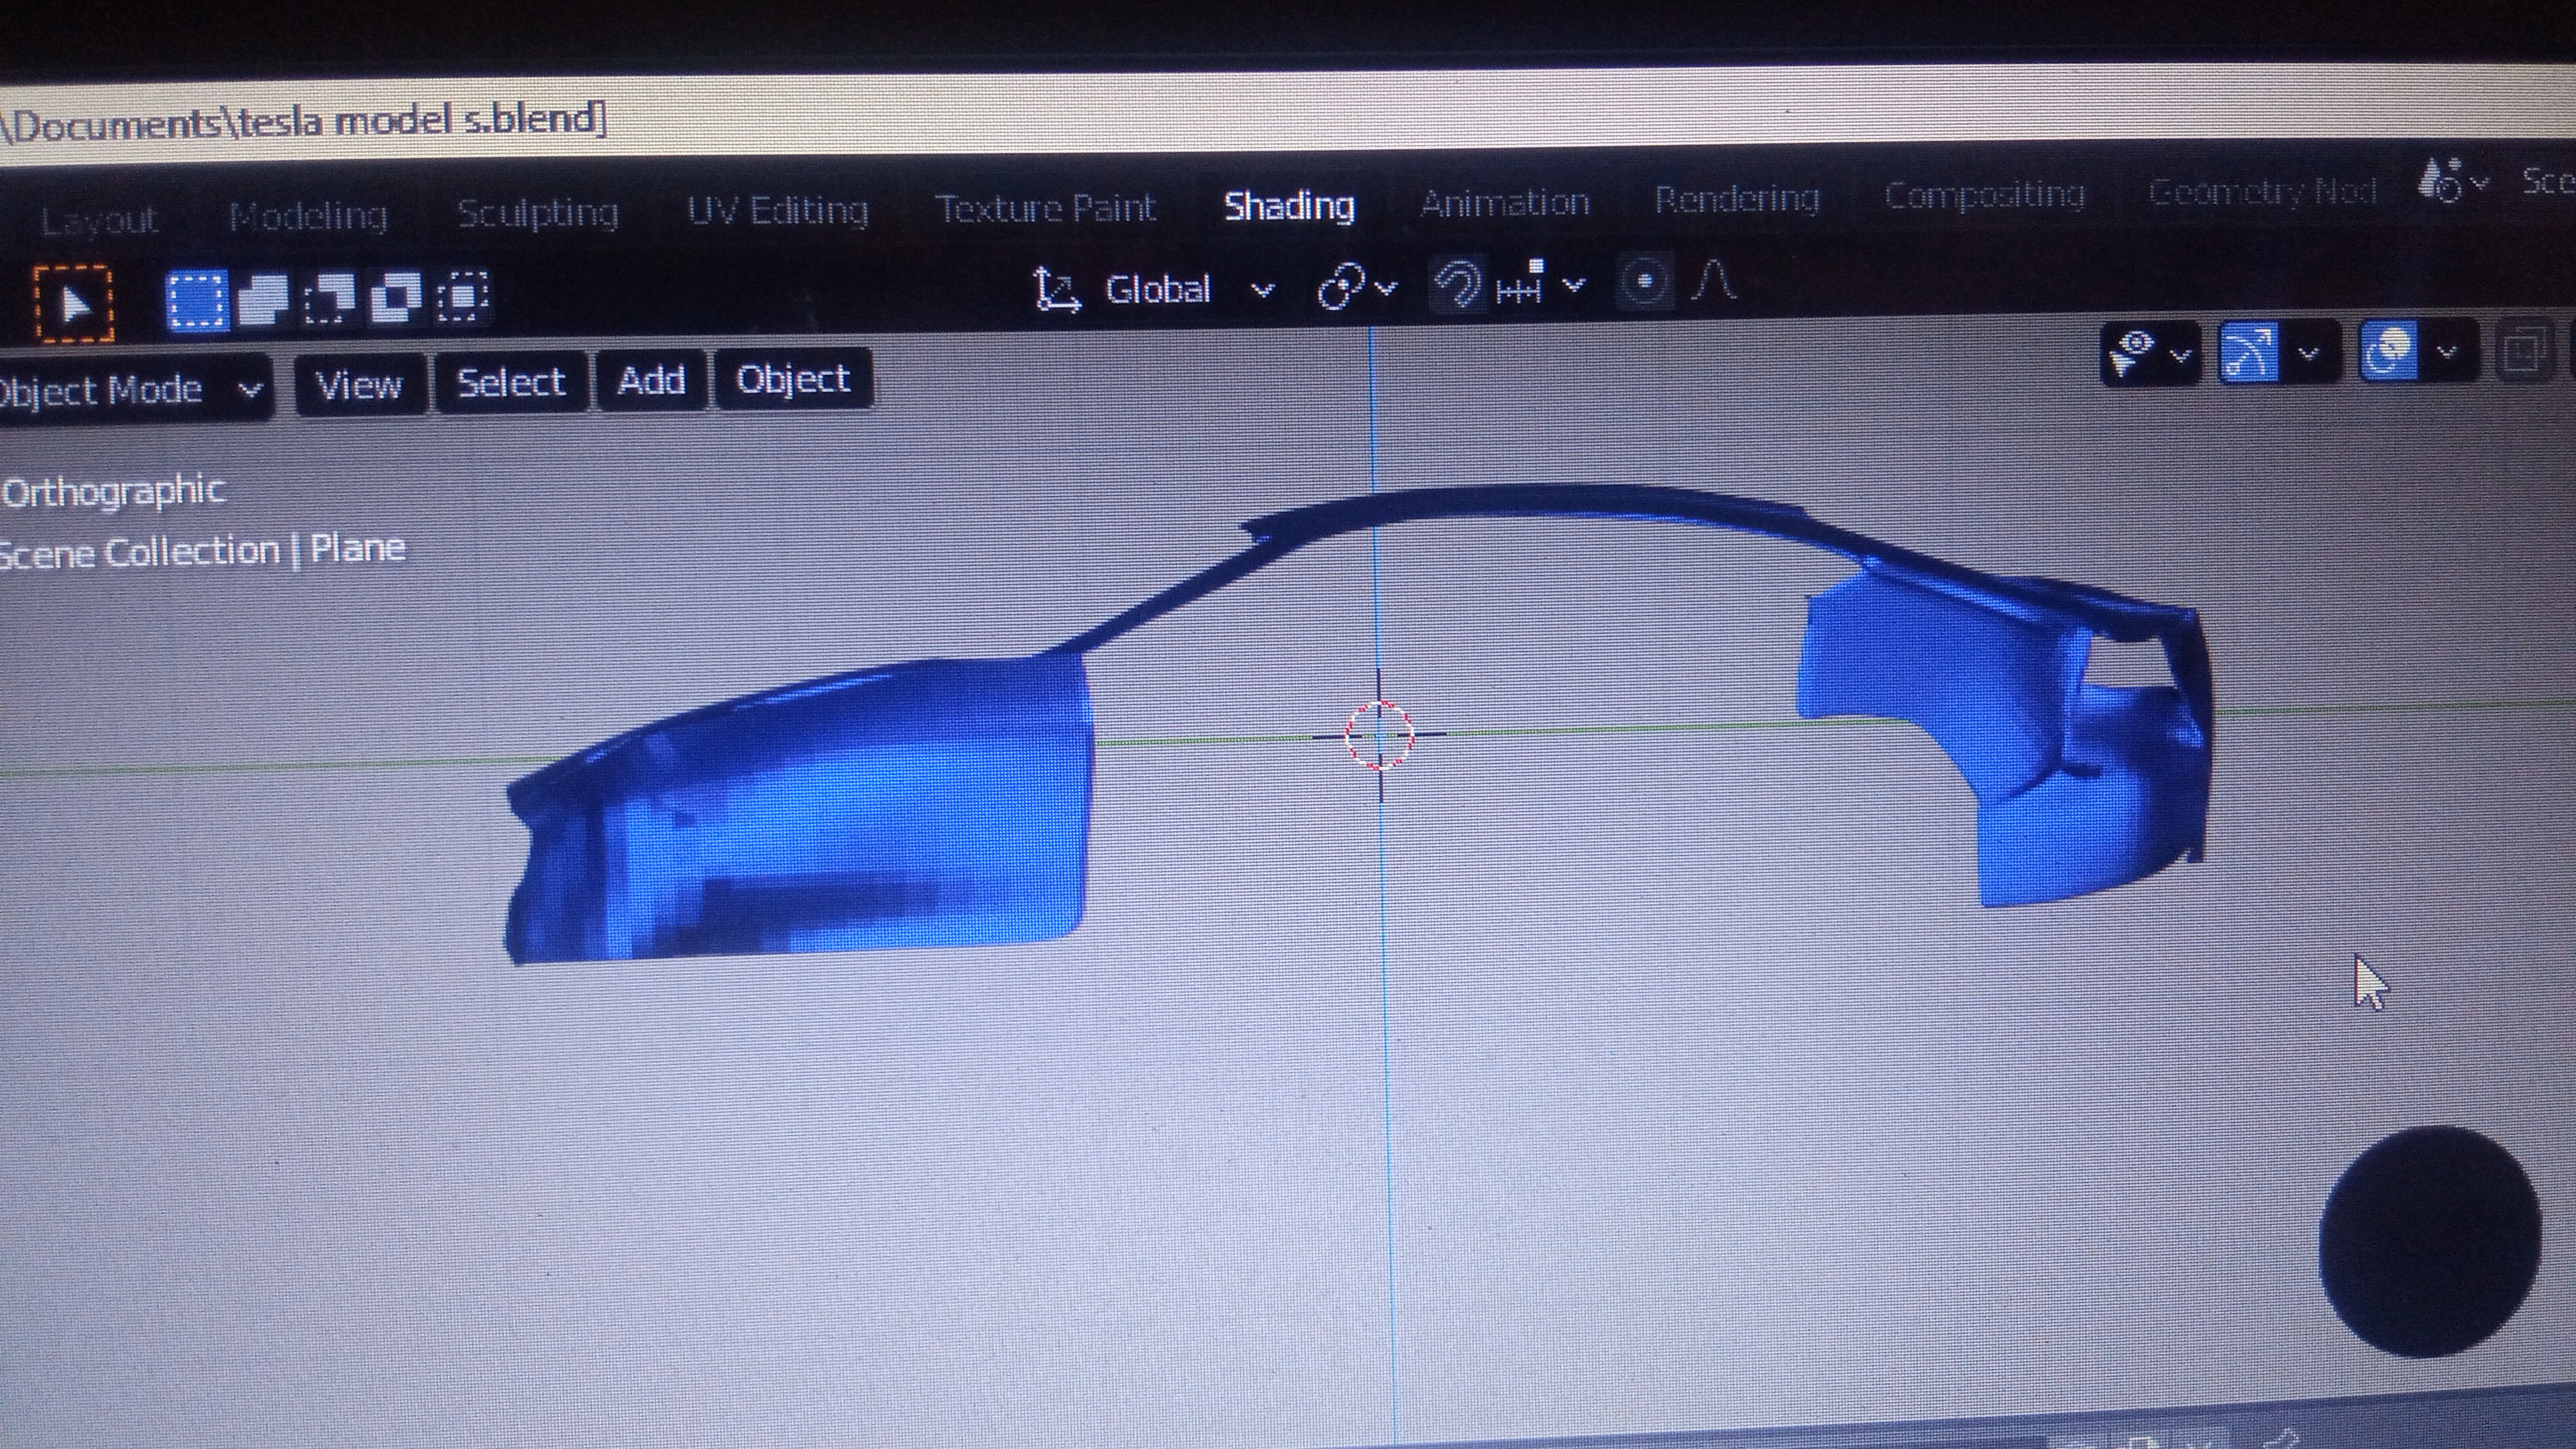 \Documents\tesla model s.blend]
Layout Modeling Sculpting UV Editing Texture Paint Shading Animation Rendering Compositing Geometry Nod Sce
Global
Object Mode View Select Add Object
Orthographic
Scene Collection | Plane